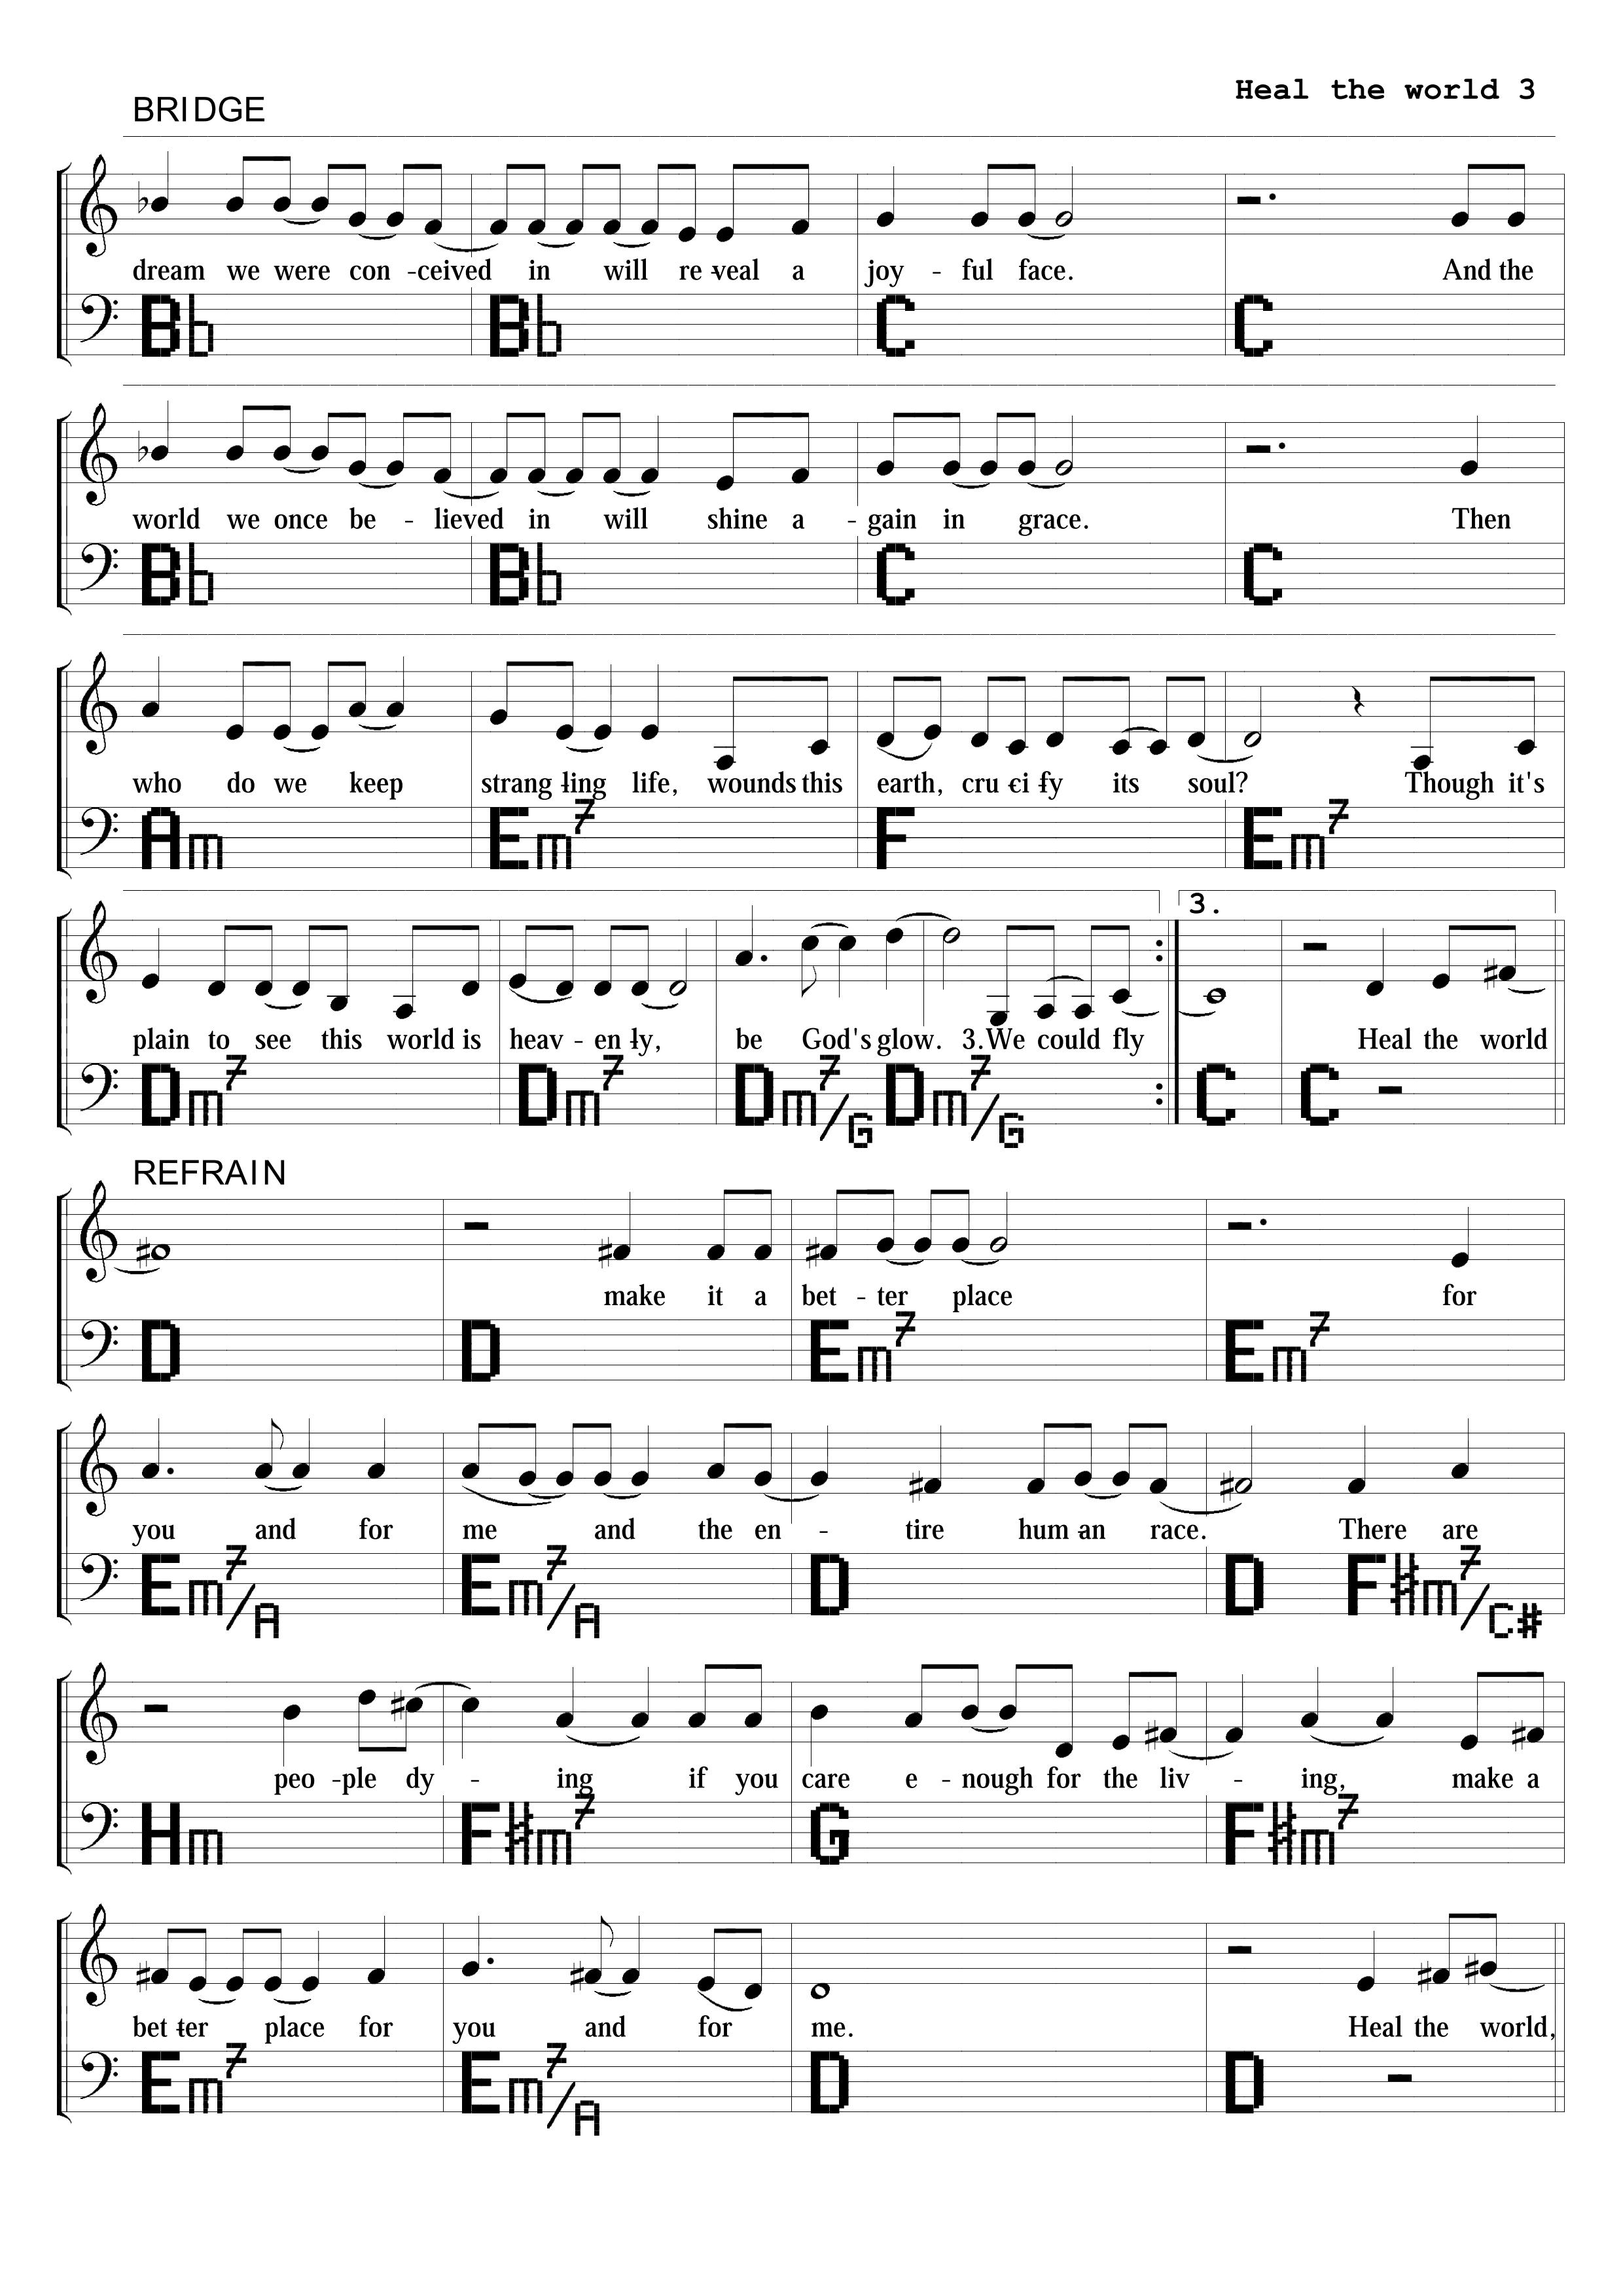 Heal the world 3
BRIDGE
dream we were con -ceived in will re -veal a joy - ful face. And the
Bb Bb C C
world we once be - lieved in will shine a - gain in grace. Then
Bb Bb C C
who do we keep strang -ling life, wounds this earth, cru -ci -fy its soul? Though it's
Am Em7 F Em7
3.
plain to see this world is heav - en -ly, be God's glow. 3.We could fly Heal the world
Dm7 Dm7 Dm7/G Dm7/G C C
REFRAIN
make it a bet - ter place for
D D Em7 Em7
you and for me and the en - tire hum -an race. There are
Em7/A Em7/A D D F#m7/C#
peo -ple dy - ing if you care e - nough for the liv - ing, make a
Hm F#m7 G F#m7
bet -ter place for you and for me. Heal the world,
Em7 Em7/A D D